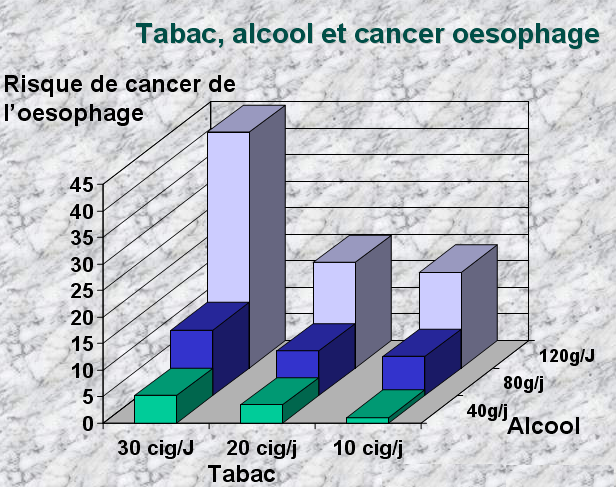 Tabac, alcool et cancer oesophage
Risque de cancer de
l’oesophage
45
40
35
30
25
20
15
10
5
0
120g/J
80g/j
40g/j
Alcool
30 cig/J
20 cig/j
10 cig/j
Tabac